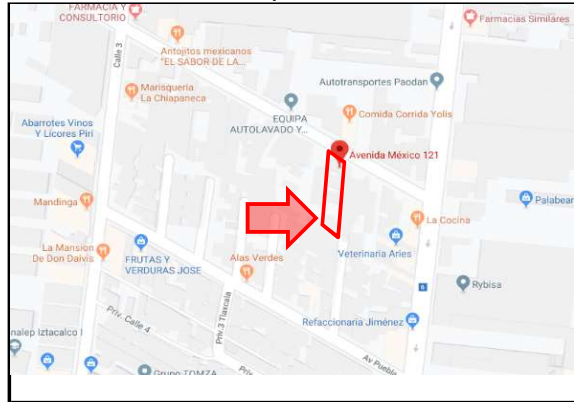 FARMACIA Y
CONSULTORIO
Farmacias Similares
Calle 3
Antojitos mexicanos
"EL SABOR DE LA...
Autotransportes Paodan
Marisquería
La Chiapaneca
EQUIPA
AUTOLAVADO Y...
Comida Corrida Yolis
Abarrotes Vinos
Y Licores Piri
Avenida México 121
Mandinga
Palabear
La Cocina
La Mansion
De Don Daivis
FRUTAS Y
VERDURAS JOSE
Alas Verdes
Veterinaria Aries
Rybisa
Priv. Calle 4
Priv.3 Tlaxcala
Refaccionaria Jiménez
nalep Iztacalco I
Av Puebla
Grupo TOMZA
Priv.